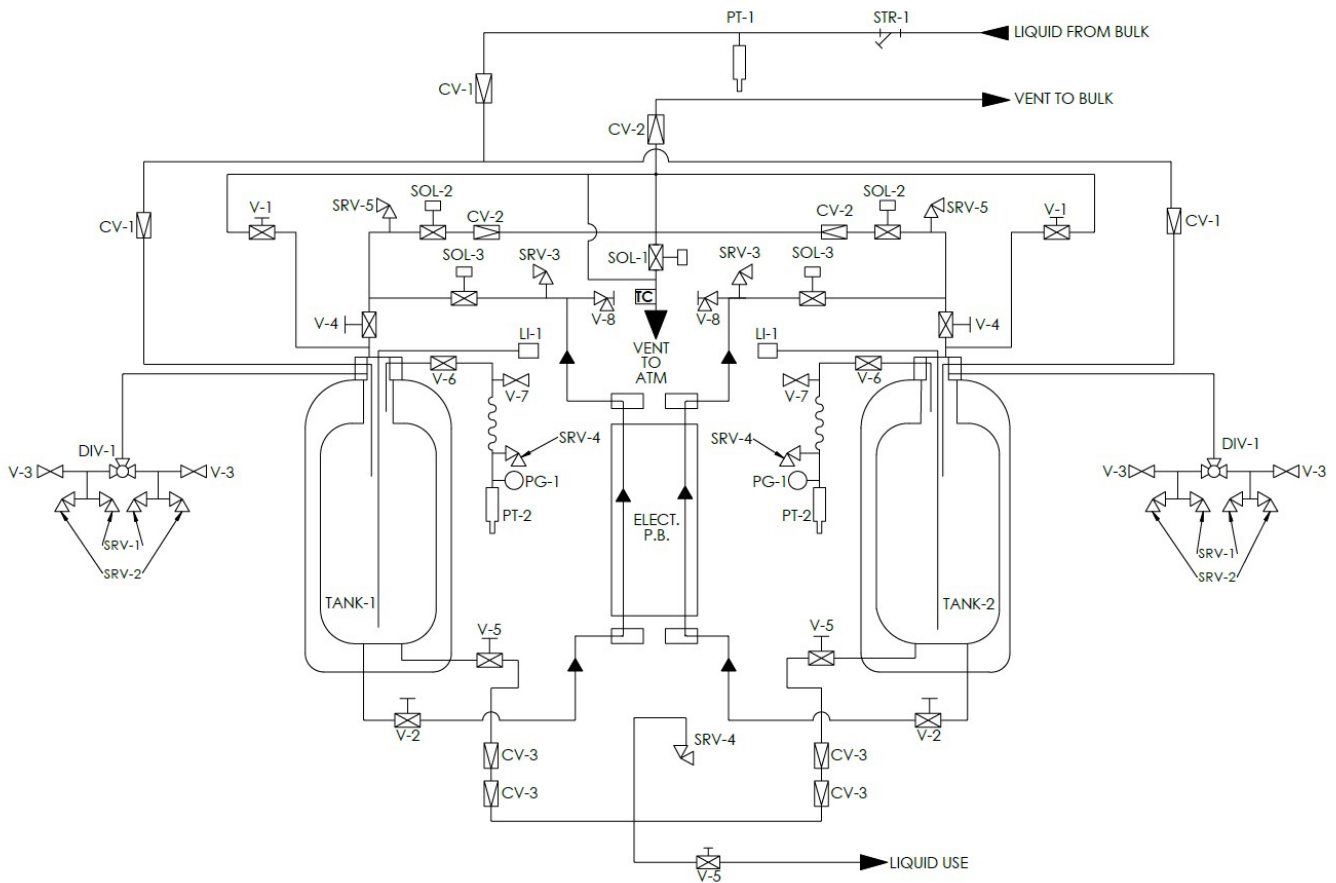 PT-1
STR-1
LIQUID FROM BULK
CV-1
VENT TO BULK
CV-2
SOL-2
SOL-2
V-1
SRV-5
CV-2
CV-2
SRV-5
V-1
CV-1
CV-1
SOL-3
SRV-3
SOL-1
SRV-3
SOL-3
TC
V-4
V-8
V-8
V-4
LI-1
VENT
TO
ATM
LI-1
V-6
V-7
V-7
V-6
DIV-1
SRV-4
SRV-4
DIV-1
V-3
V-3
PG-1
PG-1
V-3
V-3
PT-2
ELECT.
P.B.
PT-2
SRV-1
SRV-2
SRV-1
SRV-2
TANK-1
TANK-2
V-5
V-5
V-2
SRV-4
V-2
CV-3
CV-3
CV-3
CV-3
LIQUID USE
V-5